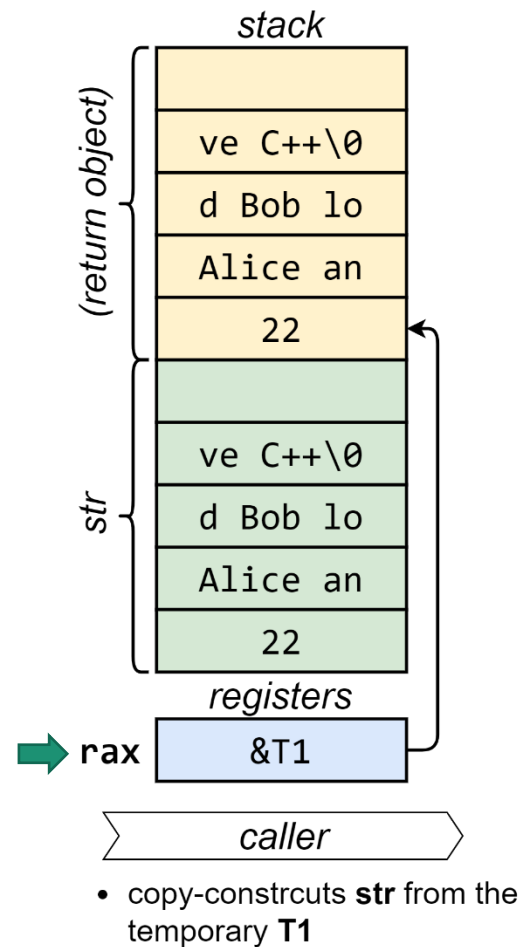 stack
(return object)
ve C++\0
d Bob lo
Alice an
22
str
ve C++\0
d Bob lo
Alice an
22
registers
rax
&T1
caller
• copy-constrcuts str from the
temporary T1